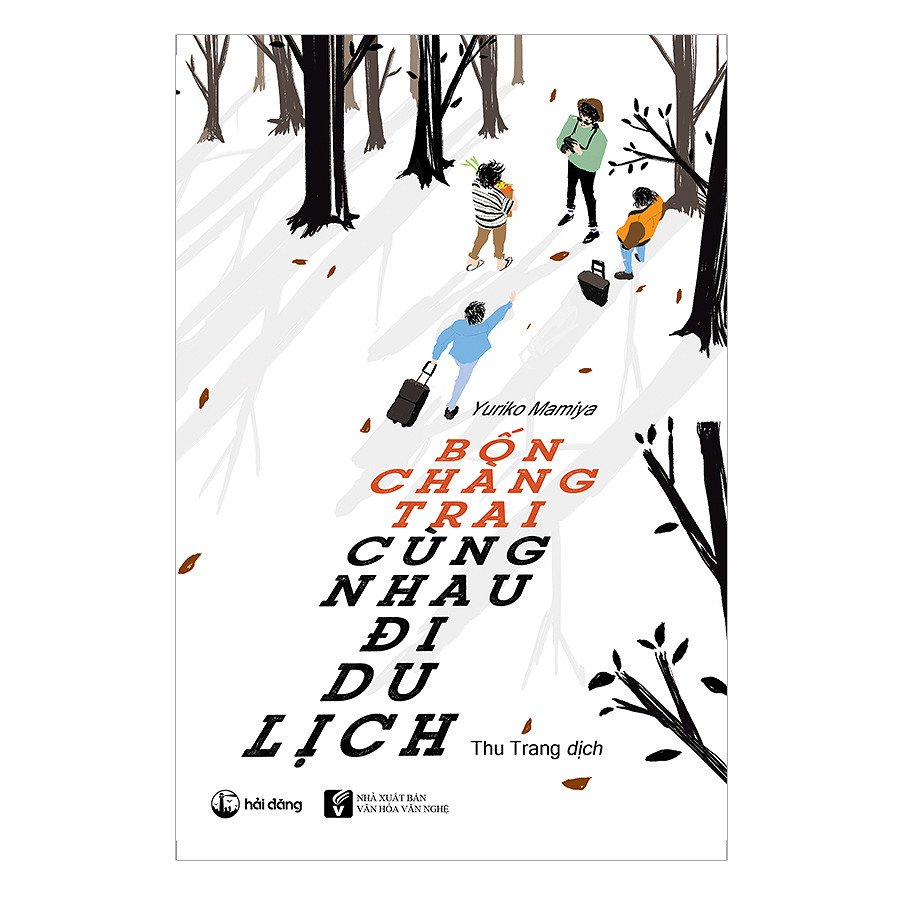 Yuriko Mamiya
BỐN
CHÀNG
TRAI
CÙNG
NHAU
ĐI
DU
LỊCH
Thu Trang dịch
hải đăng
NHÀ XUẤT BẢN
VĂN HÓA VĂN NGHỆ